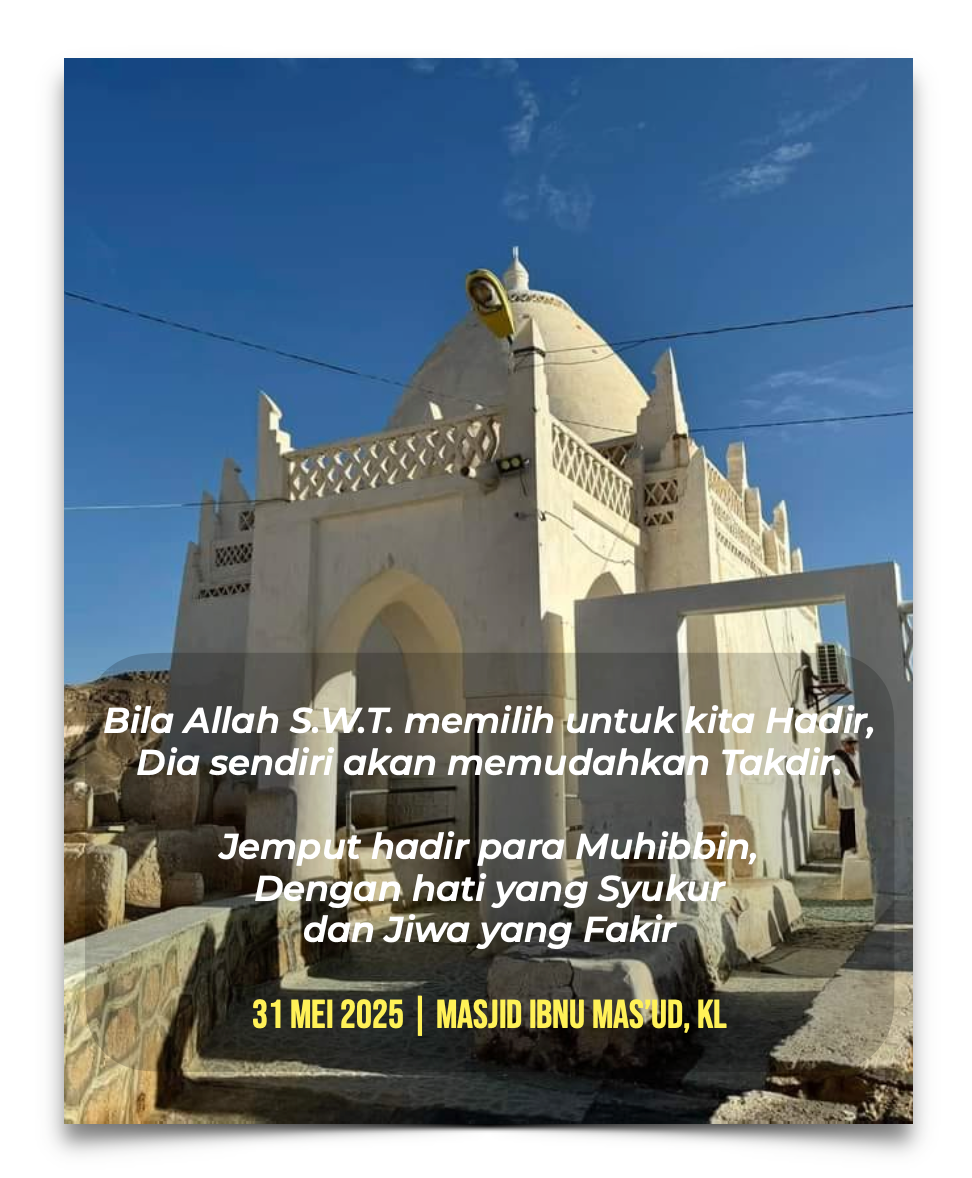 Bila Allah S.W.T. memilih untuk kita Hadir,
Dia sendiri akan memudahkan Takdir.
Jemput hadir para Muhibbin,
Dengan hati yang Syukur
dan Jiwa yang Fakir
31 MEI 2025 | MASJID IBNU MAS'UD, KL